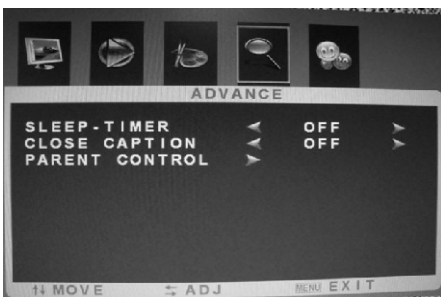 ADVANCE
SLEEP-TIMER OFF
CLOSE CAPTION OFF
PARENT CONTROL
MOVE ADJ MENU EXIT